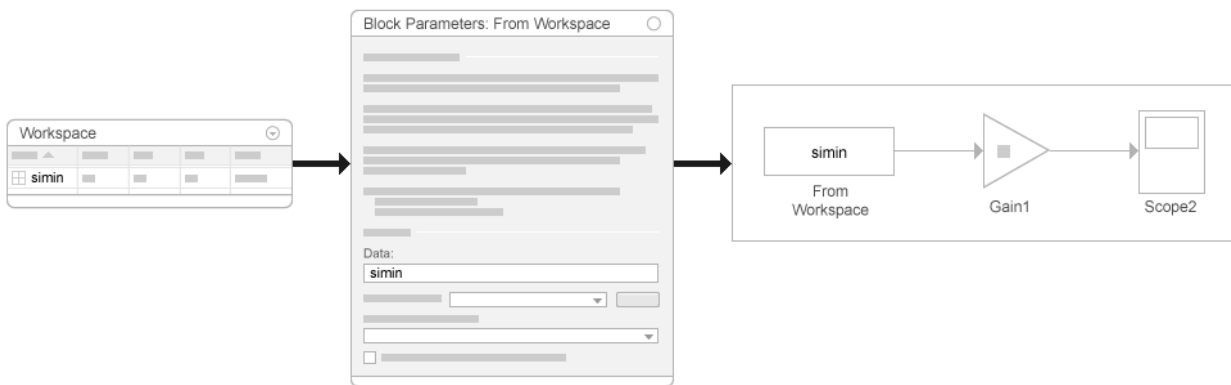 Workspace
simin
Block Parameters: From Workspace
Data:
simin
simin
From
Workspace
Gain1
Scope2